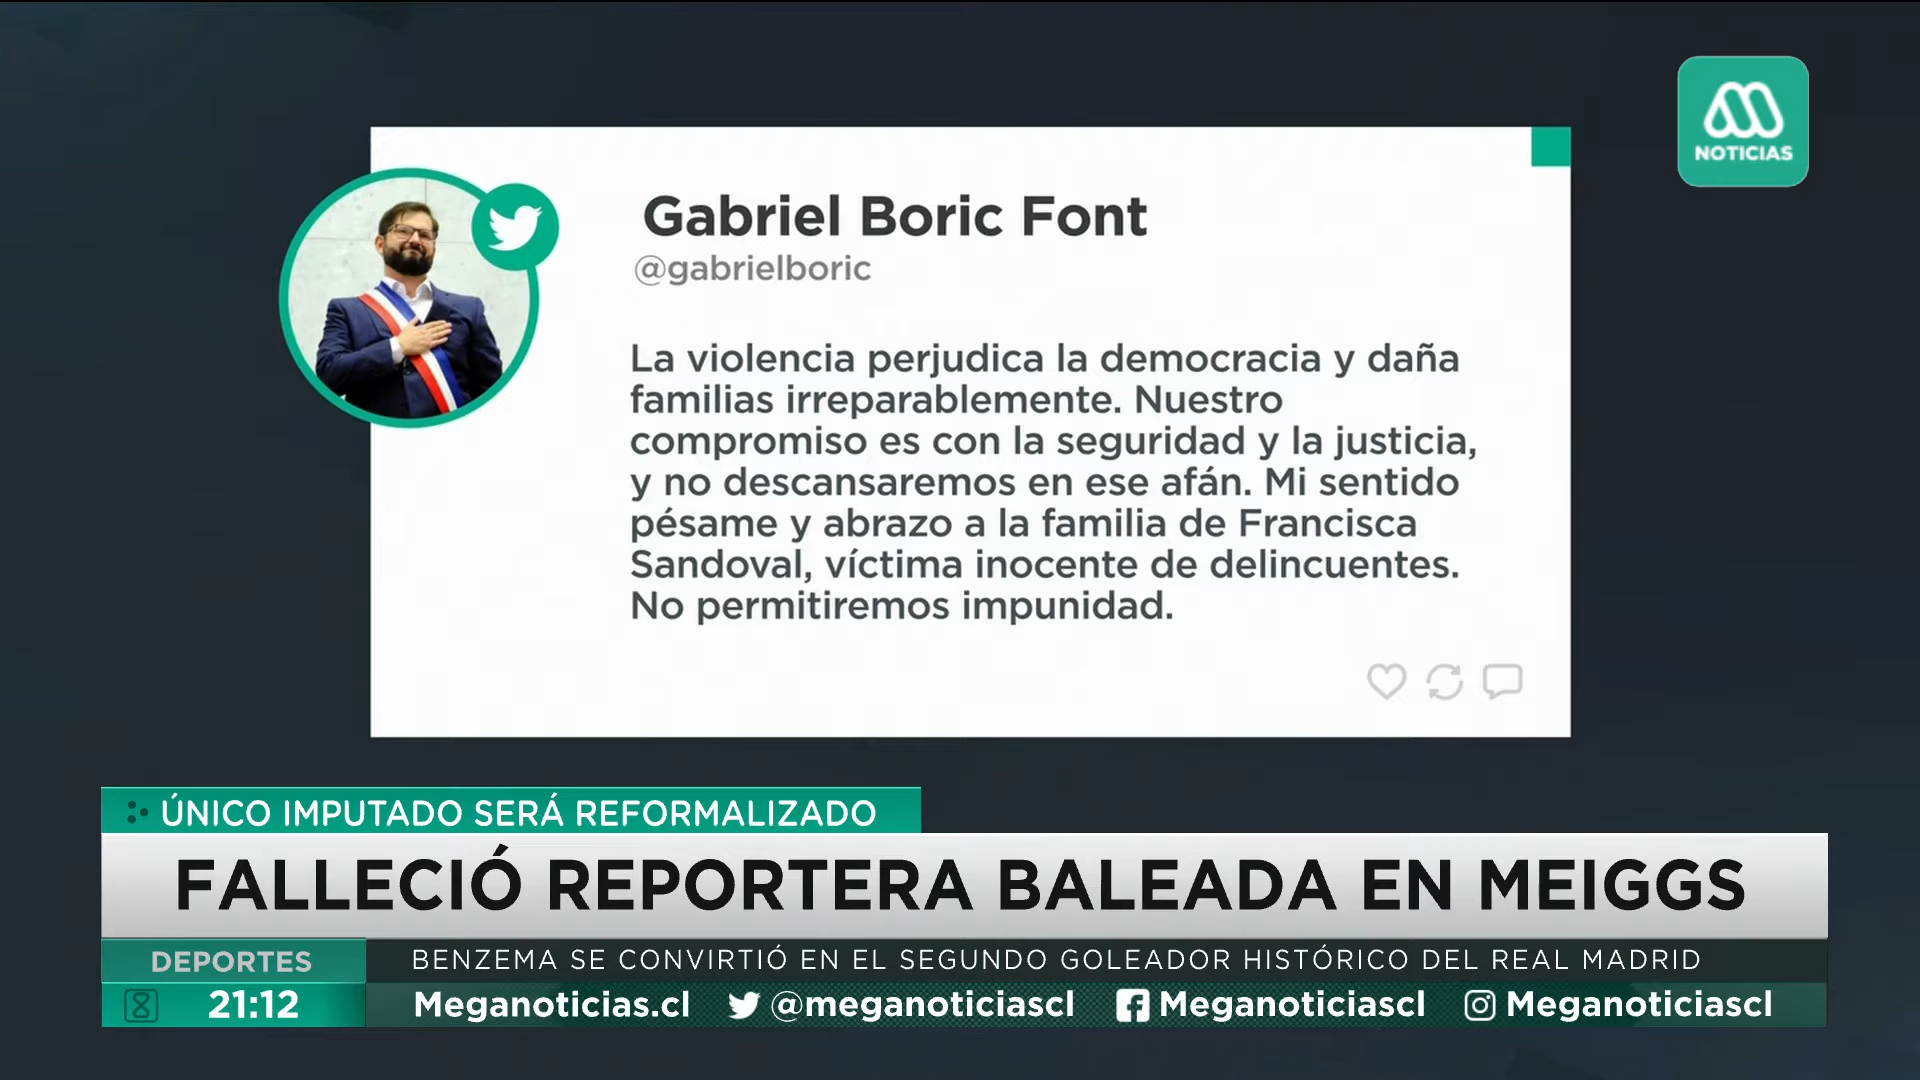 NOTICIAS
Gabriel Boric Font
@gabrielboric
La violencia perjudica la democracia y daña
familias irreparablemente. Nuestro
compromiso es con la seguridad y la justicia,
y no descansaremos en ese afán. Mi sentido
pésame y abrazo a la familia de Francisca
Sandoval, víctima inocente de delincuentes.
No permitiremos impunidad.
ÚNICO IMPUTADO SERÁ REFORMALIZADO
FALLECIÓ REPORTERA BALEADA EN MEIGGS
DEPORTES BENZEMA SE CONVIRTIÓ EN EL SEGUNDO GOLEADOR HISTÓRICO DEL REAL MADRID
21:12 Meganoticias.cl @meganoticiascl Meganoticiascl Meganoticiascl